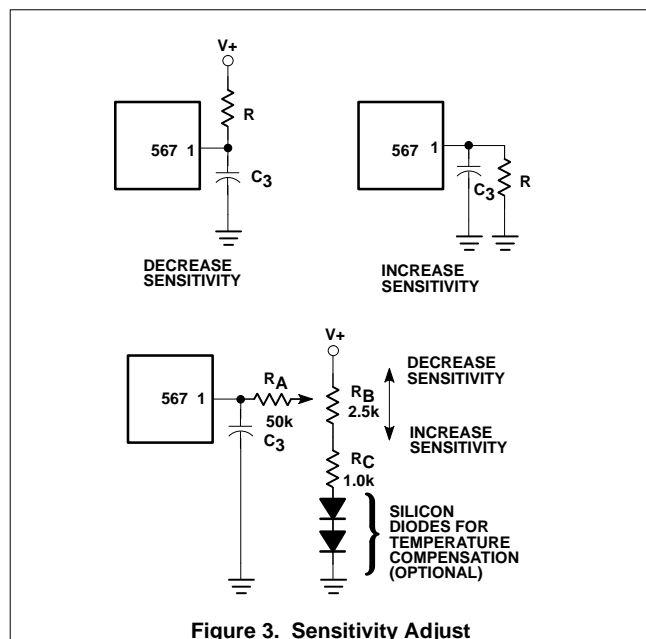 V+
R
567 1
C3
DECREASE
SENSITIVITY
567 1
C3
R
INCREASE
SENSITIVITY
V+
567 1
RA
50k
C3
RB
2.5k
DECREASE
SENSITIVITY
INCREASE
SENSITIVITY
RC
1.0k
SILICON
DIODES FOR
TEMPERATURE
COMPENSATION
(OPTIONAL)
Figure 3. Sensitivity Adjust